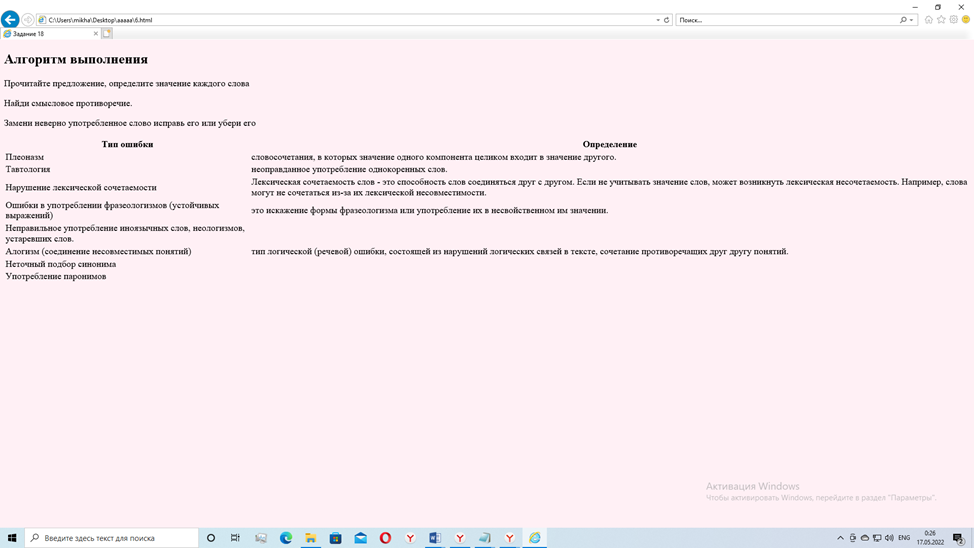 C:\Users\mikha\Desktop\aaaaa\6.html
Поиск...
Задание 18
Алгоритм выполнения
Прочитайте предложение, определите значение каждого слова
Найди смысловое противоречие.
Замени неверно употребленное слово исправь его или убери его
Тип ошибки Определение
Плеоназм словосочетания, в которых значение одного компонента целиком входит в значение другого.
Тавтология неоправданное употребление однокоренных слов.
Нарушение лексической сочетаемости
Лексическая сочетаемость слов - это способность слов соединяться друг с другом. Если не учитывать значение слов, может возникнуть лексическая несочетаемость. Например, слова
могут не сочетаться из-за их лексической несовместимости.
Ошибки в употреблении фразеологизмов (устойчивых
выражений)
это искажение формы фразеологизма или употребление их в несвойственном им значении.
Неправильное употребление иноязычных слов, неологизмов,
устаревших слов.
Алогизм (соединение несовместимых понятий) тип логической (речевой) ошибки, состоящей из нарушений логических связей в тексте, сочетание противоречащих друг другу понятий.
Неточный подбор синонима
Употребление паронимов
Активация Windows
Чтобы активировать Windows, перейдите в раздел "Параметры".
Введите здесь текст для поиска
ENG
0:26
17.05.2022
2